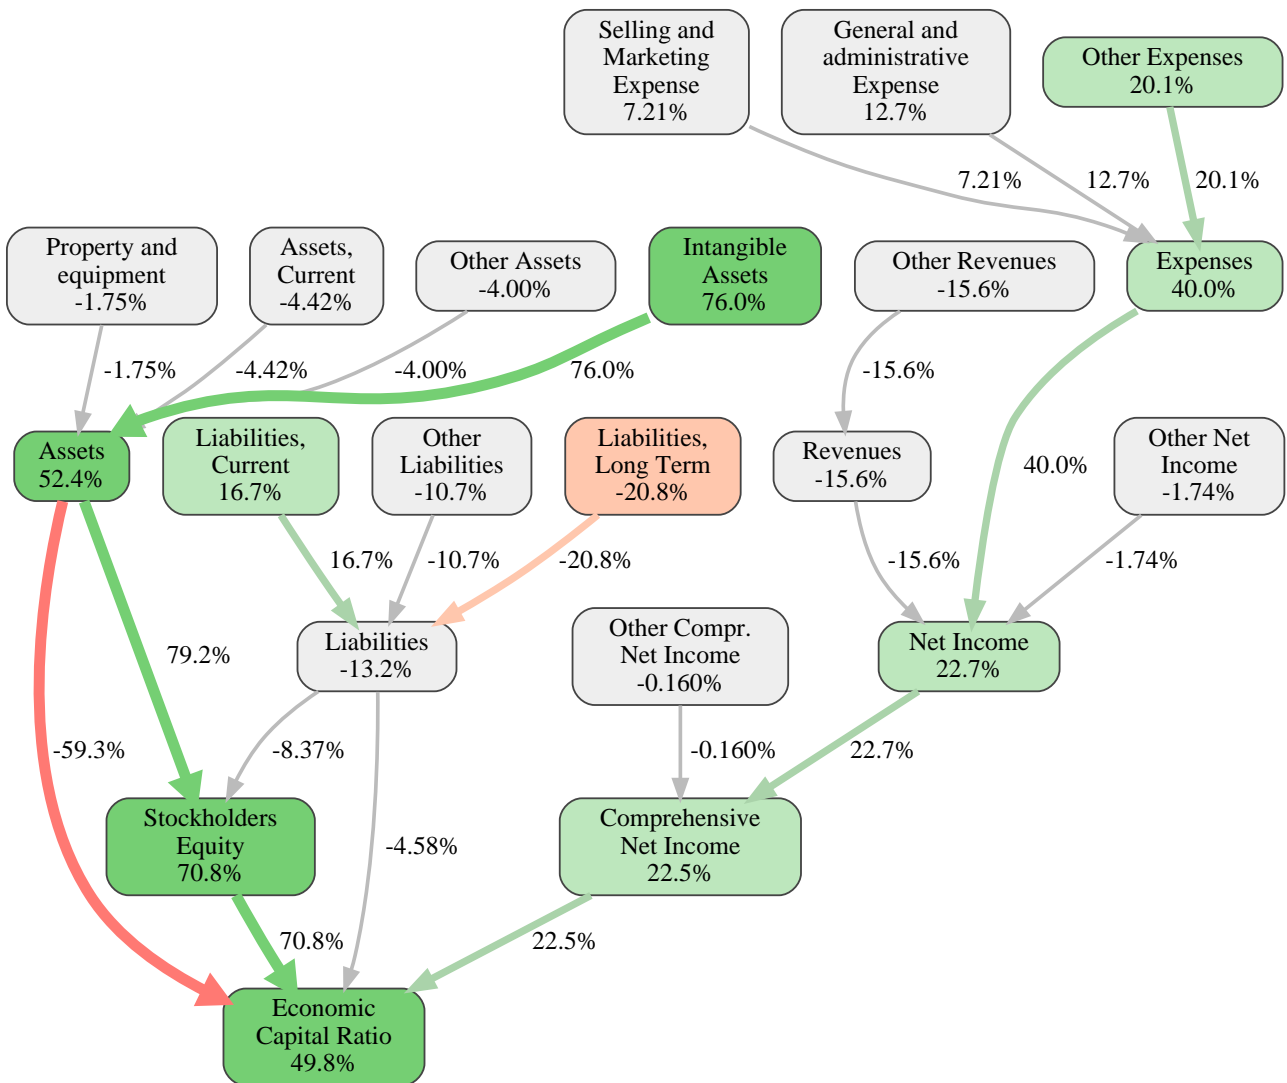 Selling and
Marketing
Expense
7.21%
General and
administrative
Expense
12.7%
Other Expenses
20.1%
7.21%
12.7%
20.1%
Property and
equipment
-1.75%
Assets,
Current
-4.42%
Other Assets
-4.00%
Intangible
Assets
76.0%
Other Revenues
-15.6%
Expenses
40.0%
-1.75%
-4.42%
-4.00%
76.0%
-15.6%
Assets
52.4%
Liabilities,
Current
16.7%
Other
Liabilities
-10.7%
Liabilities,
Long Term
-20.8%
Revenues
-15.6%
40.0%
Other Net
Income
-1.74%
16.7%
-10.7%
-20.8%
-15.6%
-1.74%
79.2%
Liabilities
-13.2%
Other Compr.
Net Income
-0.160%
Net Income
22.7%
-59.3%
-8.37%
-0.160%
22.7%
Stockholders
Equity
70.8%
-4.58%
Comprehensive
Net Income
22.5%
70.8%
22.5%
Economic
Capital Ratio
49.8%